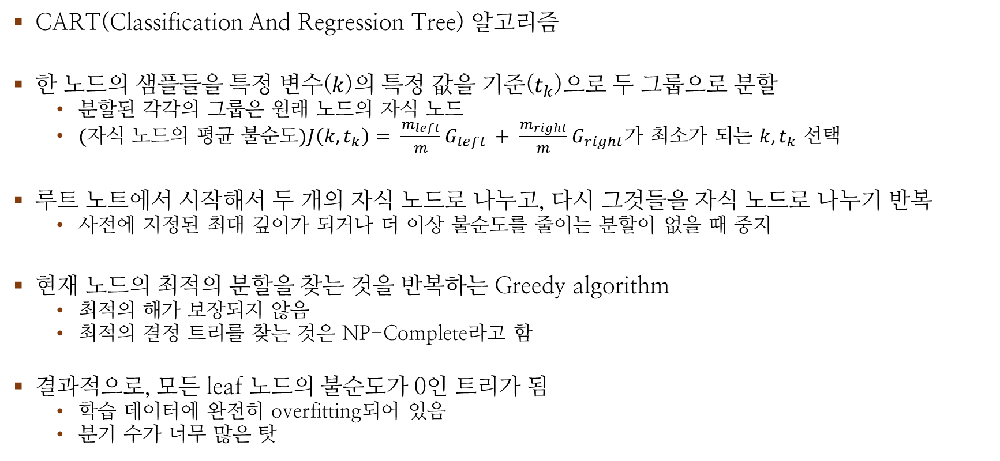 ▪ CART(Classification And Regression Tree) 알고리즘
▪ 한 노드의 샘플들을 특정 변수(k)의 특정 값을 기준(t_k)으로 두 그룹으로 분할
• 분할된 각각의 그룹은 원래 노드의 자식 노드
• (자식 노드의 평균 불순도)J(k, t_k) = m_left/m G_left + m_right/m G_right가 최소가 되는 k, t_k 선택
▪ 루트 노트에서 시작해서 두 개의 자식 노드로 나누고, 다시 그것들을 자식 노드로 나누기 반복
• 사전에 지정된 최대 깊이가 되거나 더 이상 불순도를 줄이는 분할이 없을 때 중지
▪ 현재 노드의 최적의 분할을 찾는 것을 반복하는 Greedy algorithm
• 최적의 해가 보장되지 않음
• 최적의 결정 트리를 찾는 것은 NP-Complete라고 함
▪ 결과적으로, 모든 leaf 노드의 불순도가 0인 트리가 됨
• 학습 데이터에 완전히 overfitting되어 있음
• 분기 수가 너무 많은 탓